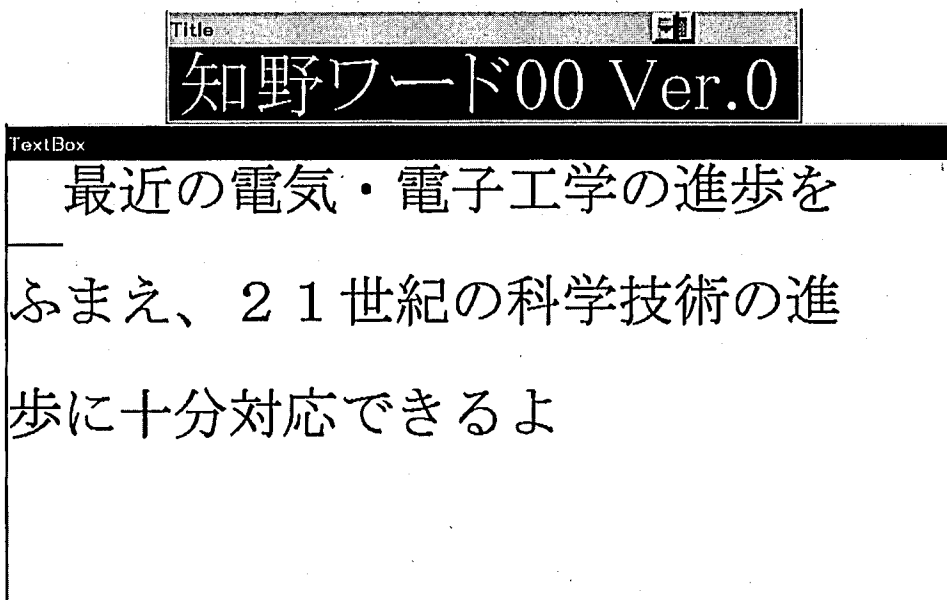 Title
知野ワード00 Ver.0
TextBox
最近の電気・電子工学の進歩を
ふまえ、２１世紀の科学技術の進
歩に十分対応できるよ